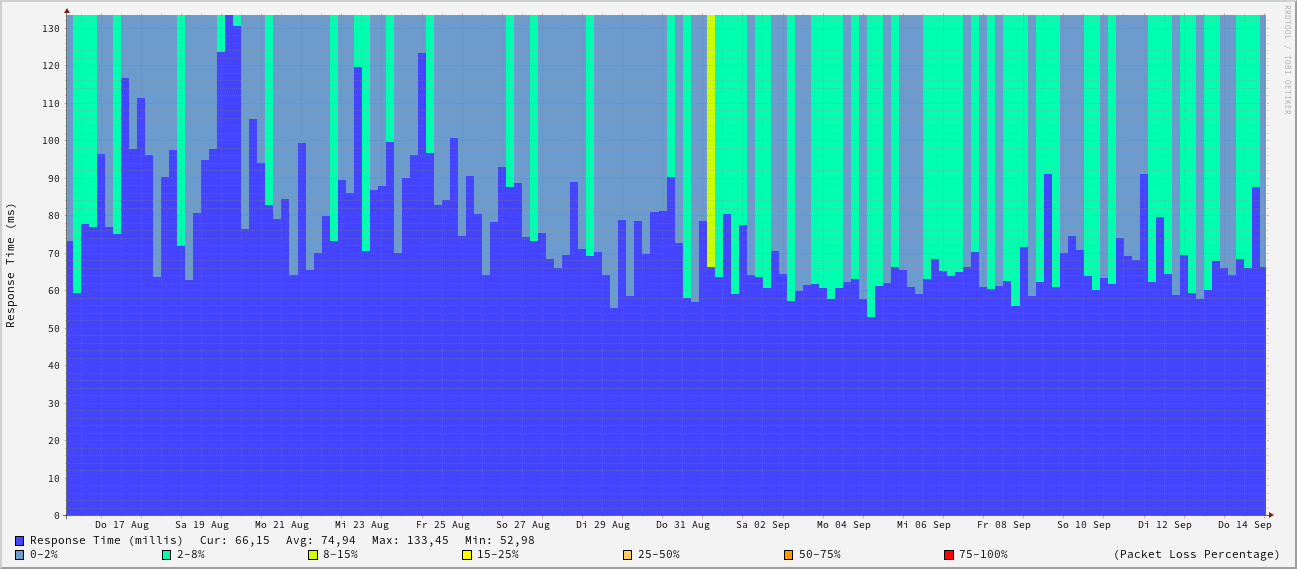 130
120
110
100
90
80
70
60
50
40
30
20
10
0
Response Time (ms)
RRDTOOL / TOBI OETIKER
Do 17 Aug Sa 19 Aug Mo 21 Aug Mi 23 Aug Fr 25 Aug So 27 Aug Di 29 Aug Do 31 Aug Sa 02 Sep Mo 04 Sep Mi 06 Sep Fr 08 Sep So 10 Sep Di 12 Sep Do 14 Sep
Response Time (millis) Cur: 66,15 Avg: 74,94 Max: 133,45 Min: 52,98
0-2% 2-8% 8-15% 15-25% 25-50% 50-75% 75-100% (Packet Loss Percentage)